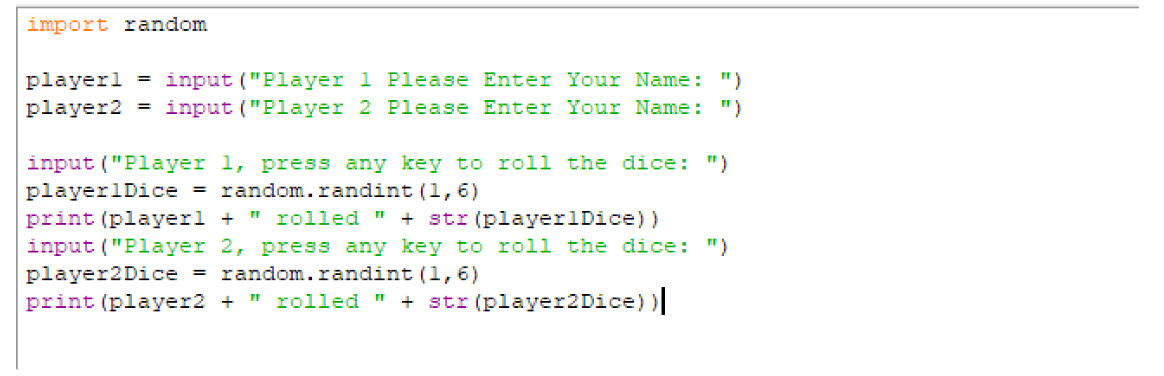 import random
player1 = input("Player 1 Please Enter Your Name: ")
player2 = input("Player 2 Please Enter Your Name: ")
input("Player 1, press any key to roll the dice: ")
player1Dice = random.randint(1,6)
print(player1 + " rolled " + str(player1Dice))
input("Player 2, press any key to roll the dice: ")
player2Dice = random.randint(1,6)
print(player2 + " rolled " + str(player2Dice))